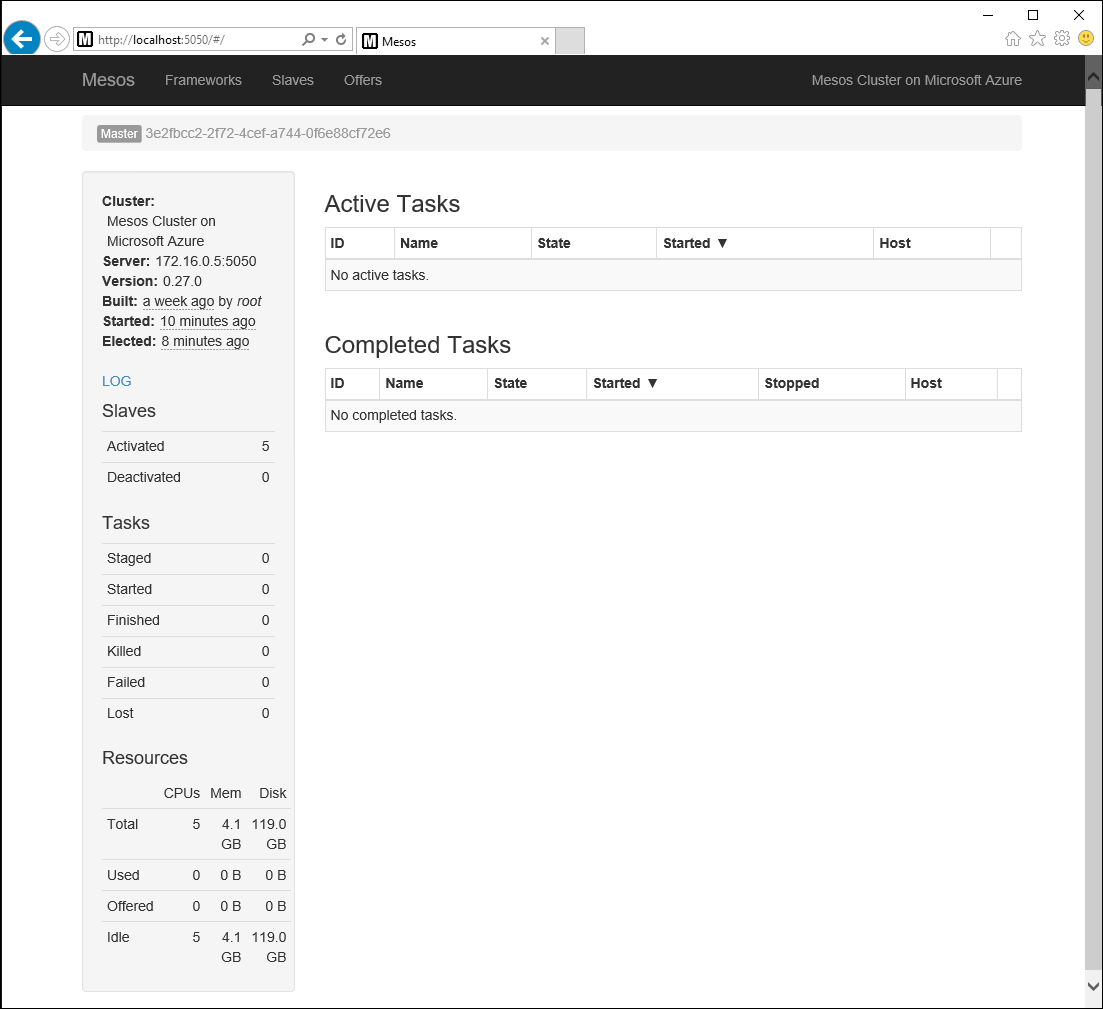 http://localhost:5050/#/
Mesos
Mesos Frameworks Slaves Offers Mesos Cluster on Microsoft Azure
Master 3e2fbcc2-2f72-4cef-a744-0f6e88cf72e6
Cluster:
Mesos Cluster on
Microsoft Azure
Server: 172.16.0.5:5050
Version: 0.27.0
Built: a week ago by root
Started: 10 minutes ago
Elected: 8 minutes ago
LOG
Slaves
Activated 5
Deactivated 0
Tasks
Staged 0
Started 0
Finished 0
Killed 0
Failed 0
Lost 0
Resources
CPUs Mem Disk
Total 5 4.1 119.0
GB GB
Used 0 0 B 0 B
Offered 0 0 B 0 B
Idle 5 4.1 119.0
GB GB
Active Tasks
ID Name State Started ▼ Host
No active tasks.
Completed Tasks
ID Name State Started ▼ Stopped Host
No completed tasks.